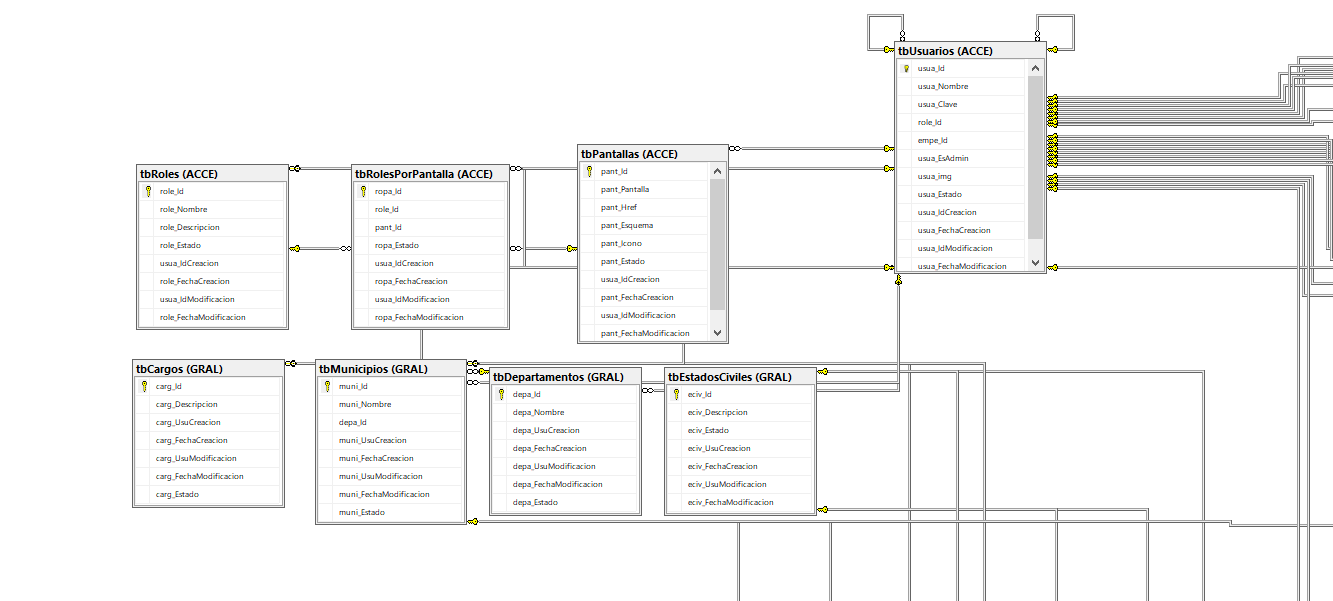 tbUsuarios (ACCE)
usua_Id
usua_Nombre
usua_Clave
role_Id
empe_Id
usua_EsAdmin
usua_img
usua_Estado
usua_IdCreacion
usua_FechaCreacion
usua_IdModificacion
usua_FechaModificacion
tbRoles (ACCE)
role_Id
role_Nombre
role_Descripcion
role_Estado
usua_IdCreacion
role_FechaCreacion
usua_IdModificacion
role_FechaModificacion
tbRolesPorPantalla (ACCE)
ropa_Id
role_Id
pant_Id
ropa_Estado
usua_IdCreacion
ropa_FechaCreacion
usua_IdModificacion
ropa_FechaModificacion
tbPantallas (ACCE)
pant_Id
pant_Pantalla
pant_Href
pant_Esquema
pant_Icono
pant_Estado
usua_IdCreacion
pant_FechaCreacion
usua_IdModificacion
pant_FechaModificacion
tbCargos (GRAL)
carg_Id
carg_Descripcion
carg_UsuCreacion
carg_FechaCreacion
carg_UsuModificacion
carg_FechaModificacion
carg_Estado
tbMunicipios (GRAL)
muni_Id
muni_Nombre
depa_Id
muni_UsuCreacion
muni_FechaCreacion
muni_UsuModificacion
muni_FechaModificacion
muni_Estado
tbDepartamentos (GRAL)
depa_Id
depa_Nombre
depa_UsuCreacion
depa_FechaCreacion
depa_UsuModificacion
depa_FechaModificacion
depa_Estado
tbEstadosCiviles (GRAL)
eciv_Id
eciv_Descripcion
eciv_Estado
eciv_UsuCreacion
eciv_FechaCreacion
eciv_UsuModificacion
eciv_FechaModificacion